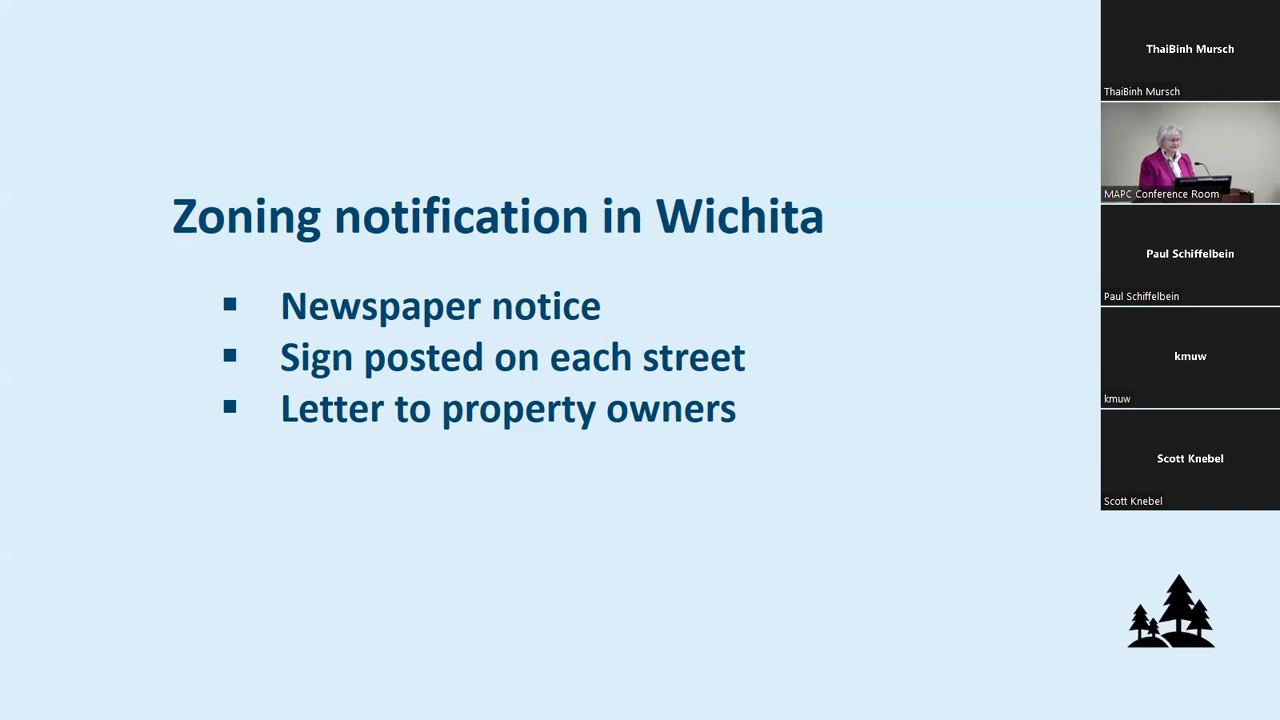 Zoning notification in Wichita
▪ Newspaper notice
▪ Sign posted on each street
▪ Letter to property owners
ThaiBinh Mursch
ThaiBinh Mursch
MAPC Conference Room
Paul Schiffelbein
Paul Schiffelbein
kmuw
kmuw
Scott Knebel
Scott Knebel